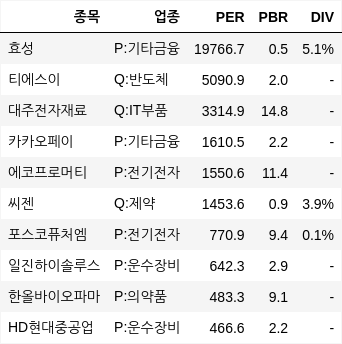 종목 업종 PER PBR DIV
효성 P:기타금융 19766.7 0.5 5.1%
티에스이 Q:반도체 5090.9 2.0 -
대주전자재료 Q:IT부품 3314.9 14.8 -
카카오페이 P:기타금융 1610.5 2.2 -
에코프로머티 P:전기전자 1550.6 11.4 -
씨젠 Q:제약 1453.6 0.9 3.9%
포스코퓨처엠 P:전기전자 770.9 9.4 0.1%
일진하이솔루스 P:운수장비 642.3 2.9 -
한올바이오파마 P:의약품 483.3 9.1 -
HD현대중공업 P:운수장비 466.6 2.2 -